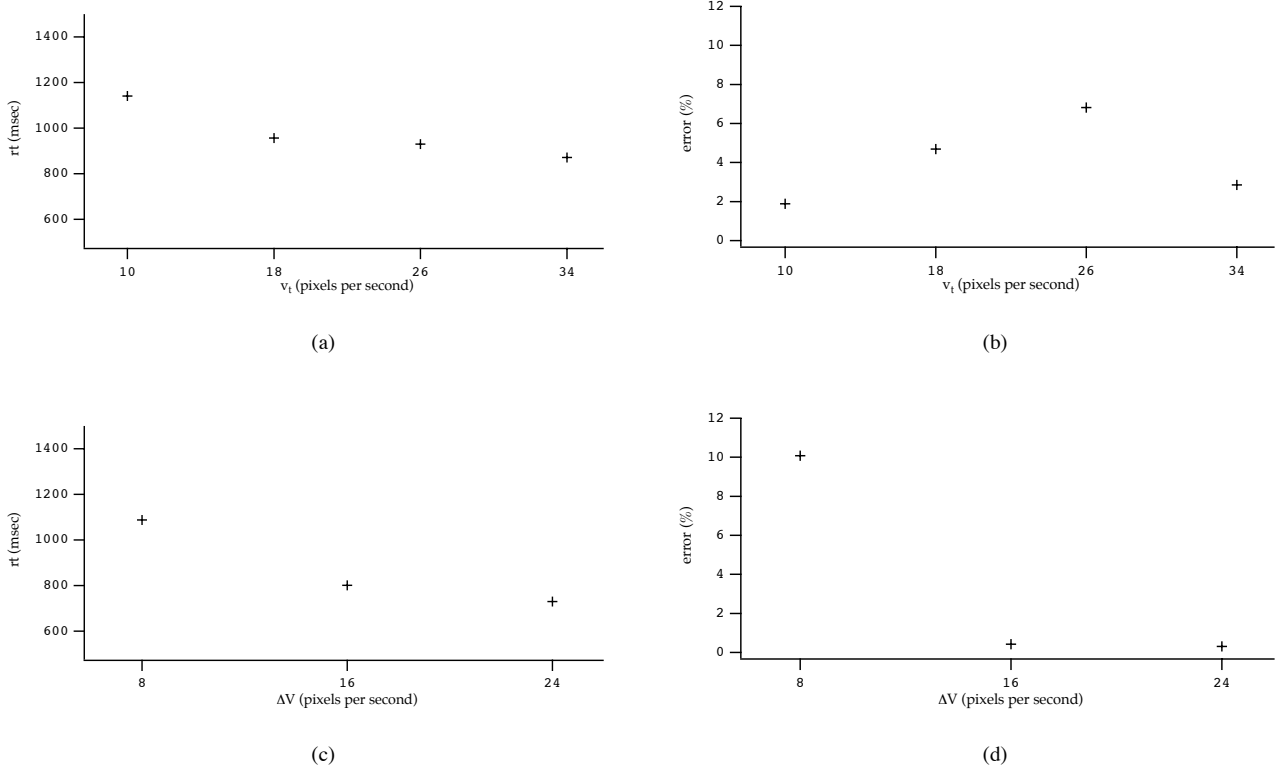 1400
1200
1000
800
600
rt (msec)
10 18 26 34
v_t (pixels per second)
(a)
12
10
8
6
4
2
0
error (%)
10 18 26 34
v_t (pixels per second)
(b)
1400
1200
1000
800
600
rt (msec)
8 16 24
ΔV (pixels per second)
(c)
12
10
8
6
4
2
0
error (%)
8 16 24
ΔV (pixels per second)
(d)